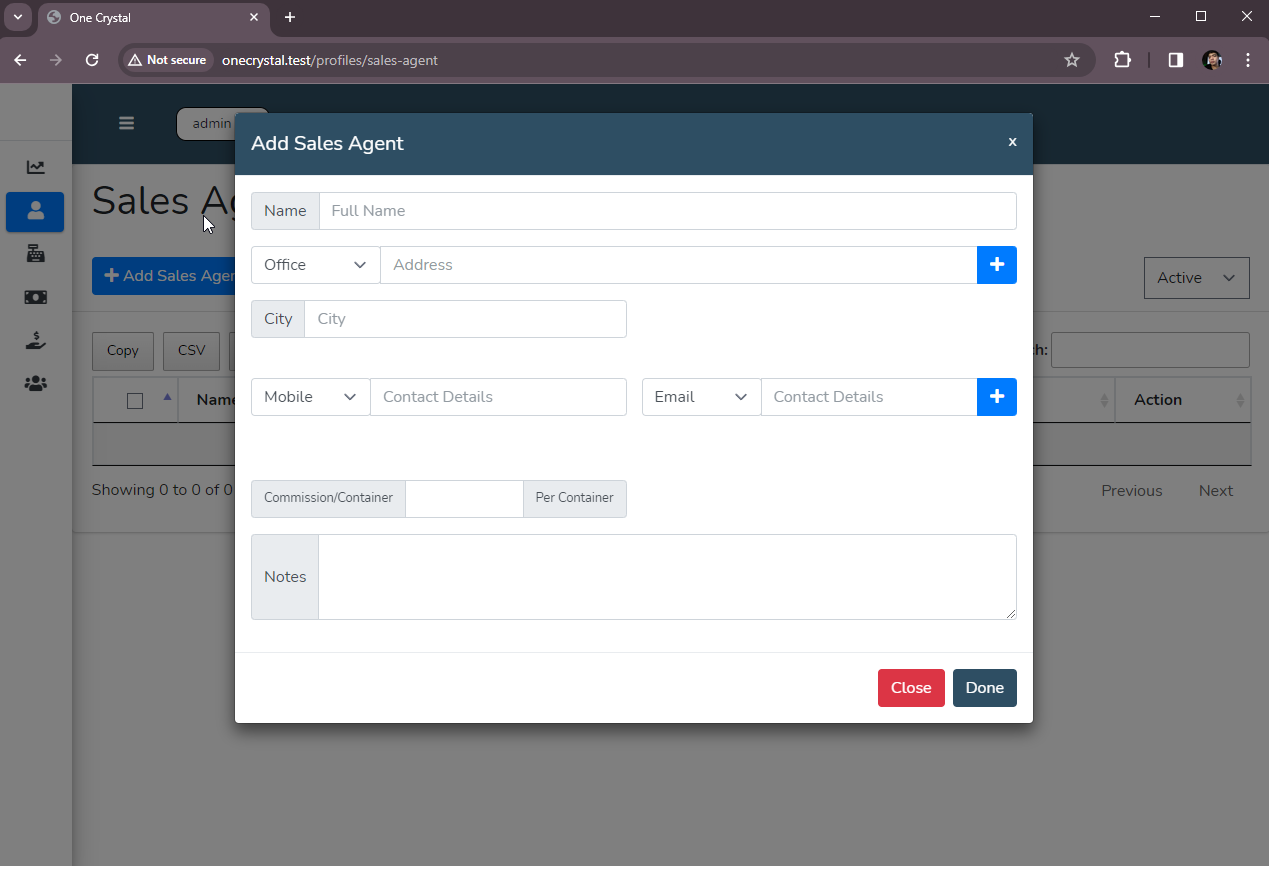 One Crystal
Not secure
onecrystal.test/profiles/sales-agent
admin
Add Sales Agent
x
Sales Ag
Name
Full Name
Office
Address
Add Sales Agen
Active
City
City
Copy
CSV
h:
Mobile
Contact Details
Email
Contact Details
Name
Action
Showing 0 to 0 of 0
Previous
Next
Commission/Container
Per Container
Notes
Close
Done